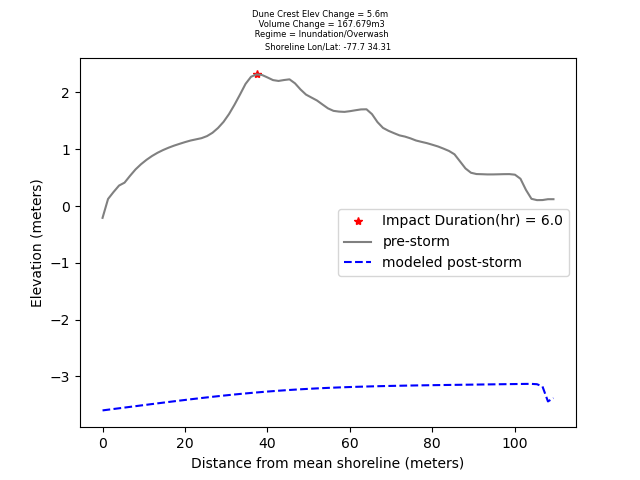 Dune Crest Elev Change = 5.6m
Volume Change = 167.679m3
Regime = Inundation/Overwash
Shoreline Lon/Lat: -77.7 34.31
2
1
0
−1
−2
−3
Elevation (meters)
Impact Duration(hr) = 6.0
pre-storm
modeled post-storm
0 20 40 60 80 100
Distance from mean shoreline (meters)